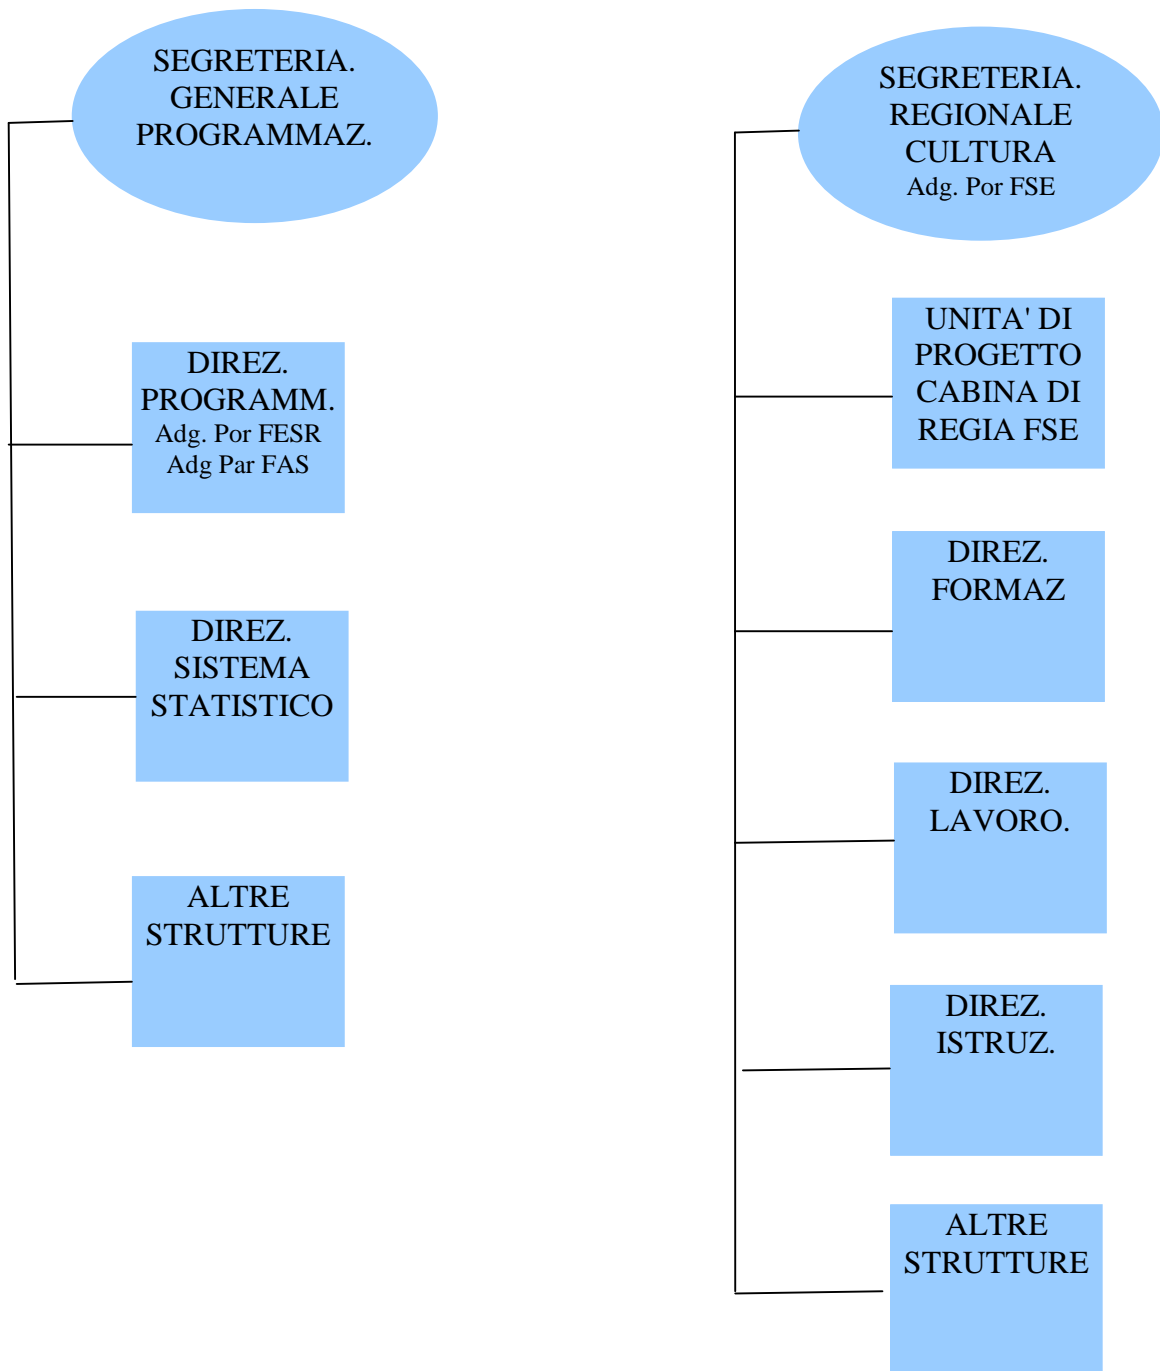 SEGRETERIA.
GENERALE
PROGRAMMAZ.
DIREZ.
PROGRAMM.
Adg. Por FESR
Adg Par FAS
DIREZ.
SISTEMA
STATISTICO
ALTRE
STRUTTURE
SEGRETERIA.
REGIONALE
CULTURA
Adg. Por FSE
UNITA' DI
PROGETTO
CABINA DI
REGIA FSE
DIREZ.
FORMAZ
DIREZ.
LAVORO.
DIREZ.
ISTRUZ.
ALTRE
STRUTTURE